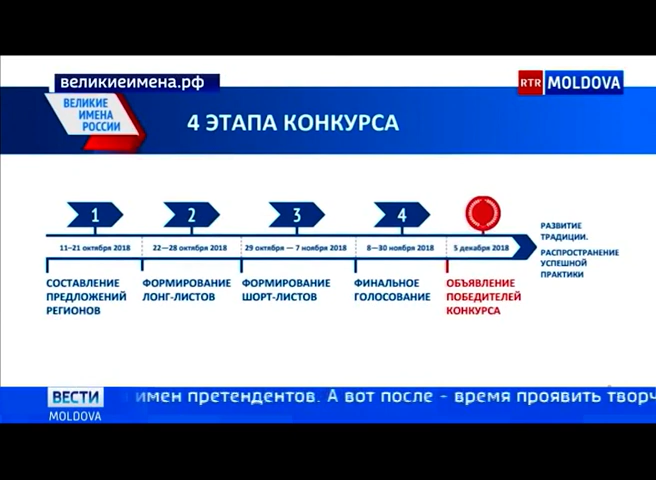 великиеимена.рф
RTR MOLDOVA
ВЕЛИКИЕ
ИМЕНА
РОССИИ
4 ЭТАПА КОНКУРСА
1
2
3
4
11–21 октября 2018
22—28 октября 2018
29 октября — 7 ноября 2018
8—30 ноября 2018
5 декабря 2018
СОСТАВЛЕНИЕ
ПРЕДЛОЖЕНИЙ
РЕГИОНОВ
ФОРМИРОВАНИЕ
ЛОНГ-ЛИСТОВ
ФОРМИРОВАНИЕ
ШОРТ-ЛИСТОВ
ФИНАЛЬНОЕ
ГОЛОСОВАНИЕ
ОБЪЯВЛЕНИЕ
ПОБЕДИТЕЛЕЙ
КОНКУРСА
РАЗВИТИЕ
ТРАДИЦИИ.
РАСПРОСТРАНЕНИЕ
УСПЕШНОЙ
ПРАКТИКИ
ВЕСТИ
MOLDOVA
имен претендентов. А вот после - время проявить творч